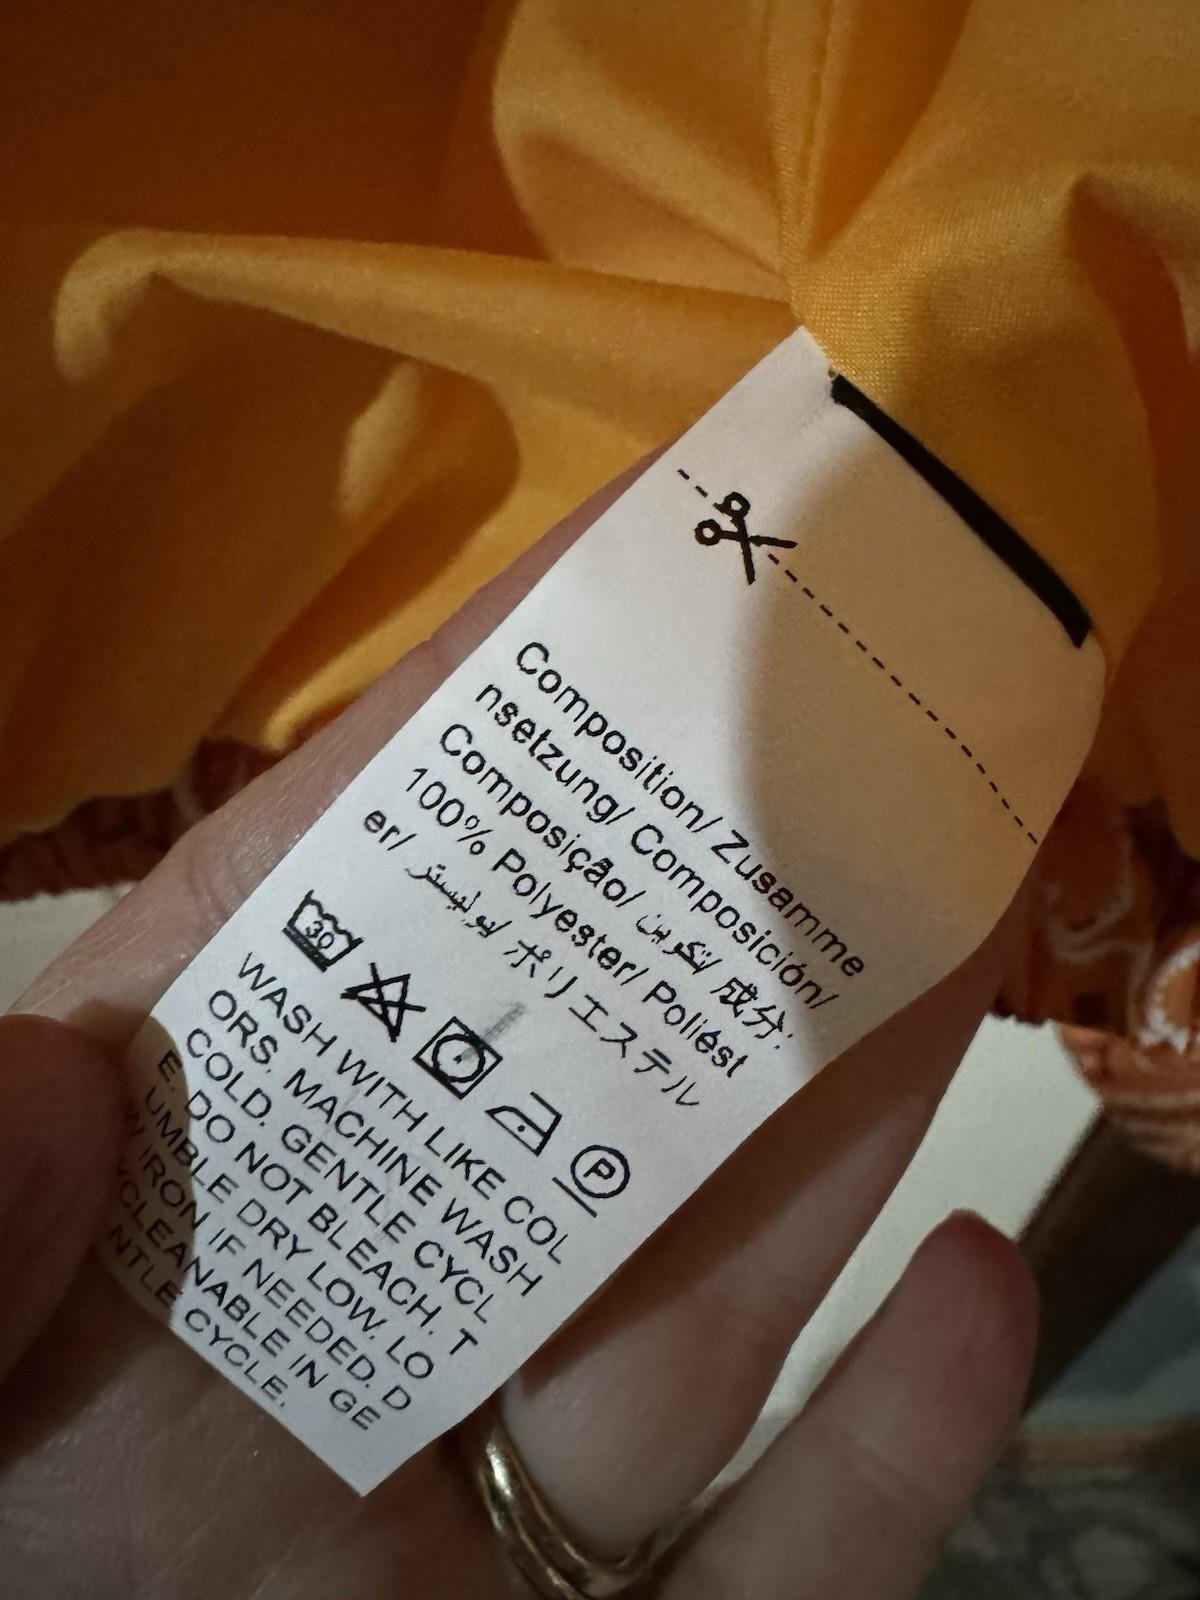 Composition/ Zusamme
nsetzung/ Composición/
Composição/ تكوين/ 成分:
100% Polyester/ Poliést
er/ بوليستر/ ポリエステル
30
P
WASH WITH LIKE COL
ORS. MACHINE WASH
COLD. GENTLE CYCL
E. DO NOT BLEACH. T
UMBLE DRY LOW. LO
W IRON IF NEEDED. D
YCLEANABLE IN GE
NTLE CYCLE.